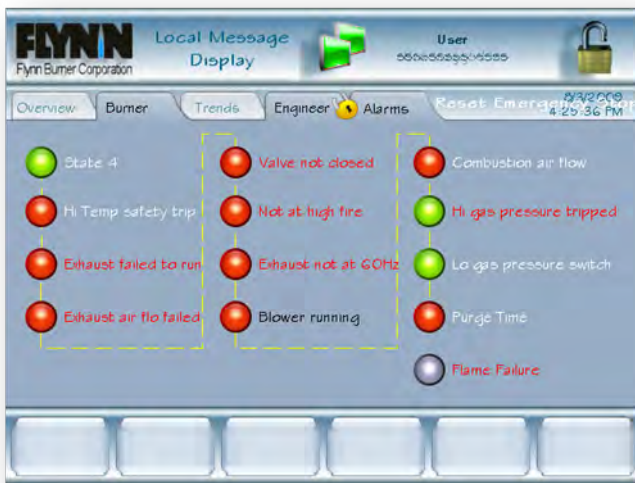 FLYNN
Flynn Burner Corporation
Local Message
Display
User
Overview
Burner
Trends
Engineer
Alarms
Reset Emergency Stop
8/3/2009
4:25:36 PM
State 4
Hi Temp safety trip
Exhaust failed to run
Exhaust air flo failed
Valve not closed
Not at high fire
Exhaust not at 60Hz
Blower running
Combustion air flow
Hi gas pressure tripped
Lo gas pressure switch
Purge Time
Flame Failure